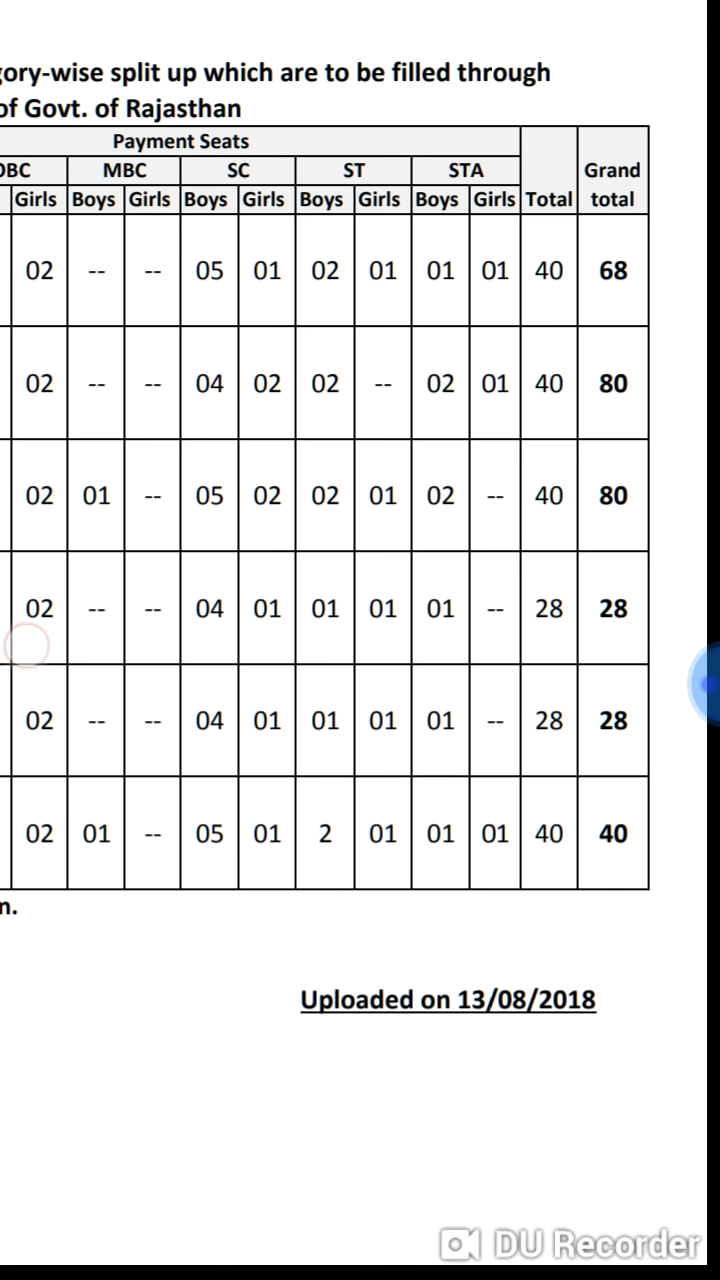 gory-wise split up which are to be filled through
of Govt. of Rajasthan
Payment Seats
OBC MBC SC ST STA Grand
Girls Boys Girls Boys Girls Boys Girls Boys Girls Total total
02 -- -- 05 01 02 01 01 01 40 68
02 -- -- 04 02 02 -- 02 01 40 80
02 01 -- 05 02 02 01 02 -- 40 80
02 -- -- 04 01 01 01 01 -- 28 28
02 -- -- 04 01 01 01 01 -- 28 28
02 01 -- 05 01 2 01 01 01 40 40
n.
Uploaded on 13/08/2018
DU Recorder